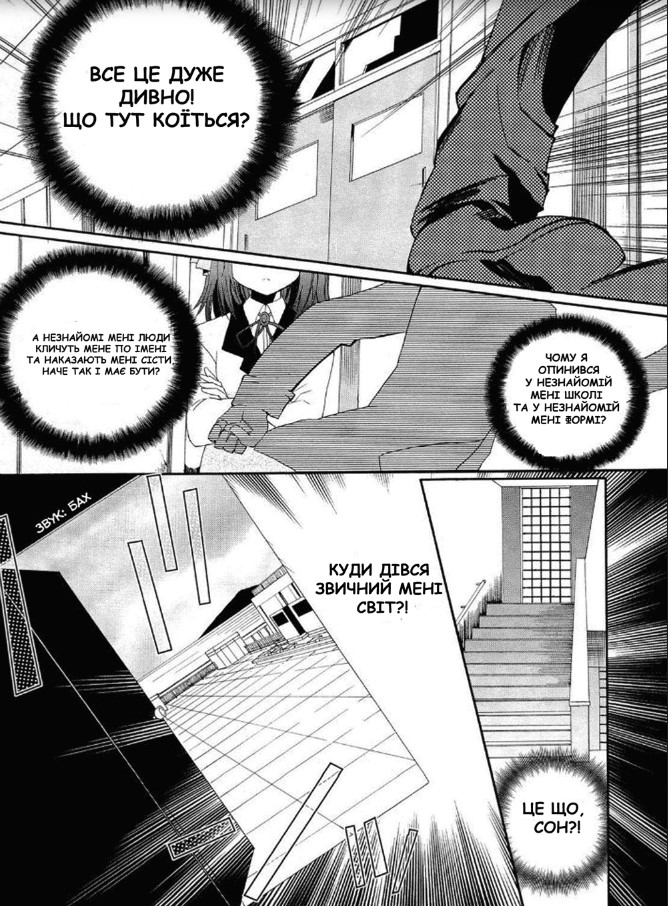 ВСЕ ЦЕ ДУЖЕ
ДИВНО!
ЩО ТУТ КОЇТЬСЯ?
ЧОМУ Я
ОПИНИВСЯ
У НЕЗНАЙОМІЙ
МЕНІ ШКОЛІ
ТА У НЕЗНАЙОМІЙ
МЕНІ ФОРМІ?
А НЕЗНАЙОМІ МЕНІ ЛЮДИ
КЛИЧУТЬ МЕНЕ ПО ІМЕНІ
ТА НАКАЗАЮТЬ МЕНІ СІСТИ,
НАЧЕ ТАК І МАЄ БУТИ?
КУДИ ДІВСЯ
ЗВИЧНИЙ МЕНІ
СВІТ?!
ЗВУК: БАХ
ЦЕ ЩО,
СОН?!